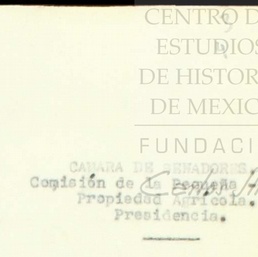 CENTRO D
ESTUDIOS
DE HISTOR
DE MEXIC
FUNDACI
CAMARA DE SENADORES.
Comisión de la Pequeña
Propiedad Agrícola.
Presidencia.